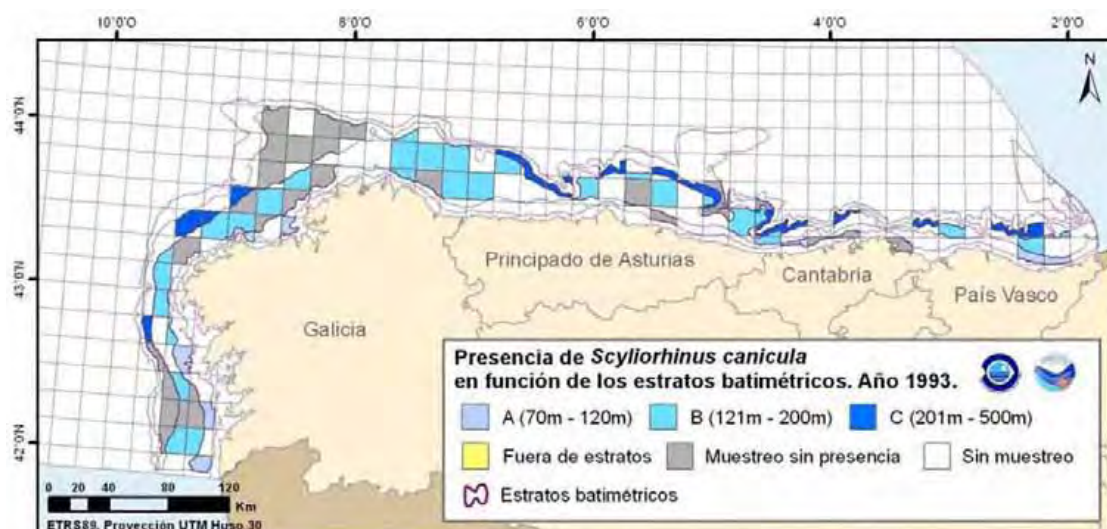 10°0'O 8°0'O 6°0'O 4°0'O 2°0'O
N
44°0'N
43°0'N
42°0'N
Principado de Asturias
Cantabria
País Vasco
Galicia
Presencia de Scyliorhinus canicula
en función de los estratos batimétricos. Año 1993.
A (70m - 120m) B (121m - 200m) C (201m - 500m)
Fuera de estratos Muestreo sin presencia Sin muestreo
Estratos batimétricos
0 20 40 80 120
Km
ETRS89, Proyección UTM Huso 30